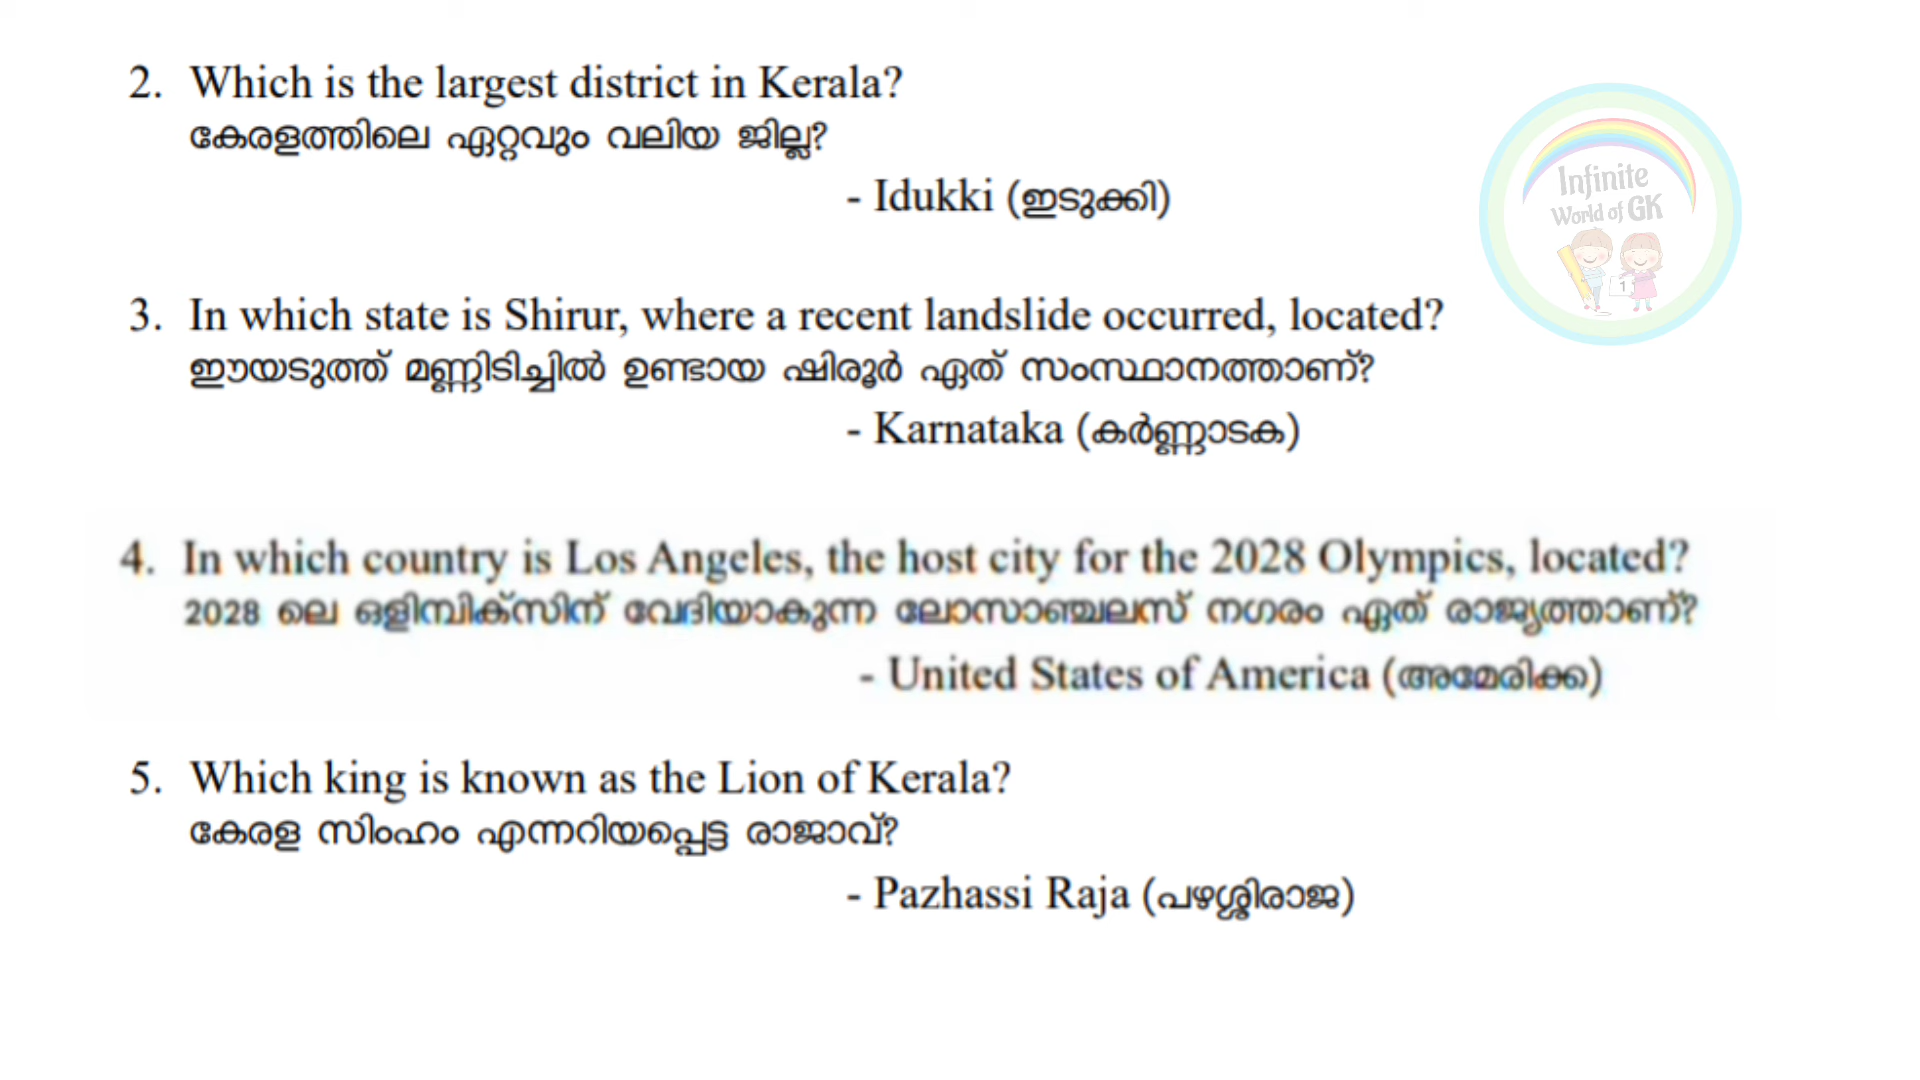 2. Which is the largest district in Kerala?
കേരളത്തിലെ ഏറ്റവും വലിയ ജില്ല?
- Idukki (ഇടുക്കി)
Infinite
World of GK
1
3. In which state is Shirur, where a recent landslide occurred, located?
ഈയടുത്ത് മണ്ണിടിച്ചിൽ ഉണ്ടായ ഷിരൂർ ഏത് സംസ്ഥാനത്താണ്?
- Karnataka (കർണ്ണാടക)
4. In which country is Los Angeles, the host city for the 2028 Olympics, located?
2028 ലെ ഒളിമ്പിക്സിന് വേദിയാകുന്ന ലോസാഞ്ചലസ് നഗരം ഏത് രാജ്യത്താണ്?
- United States of America (അമേരിക്ക)
5. Which king is known as the Lion of Kerala?
കേരള സിംഹം എന്നറിയപ്പെട്ട രാജാവ്?
- Pazhassi Raja (പഴശ്ശിരാജ)